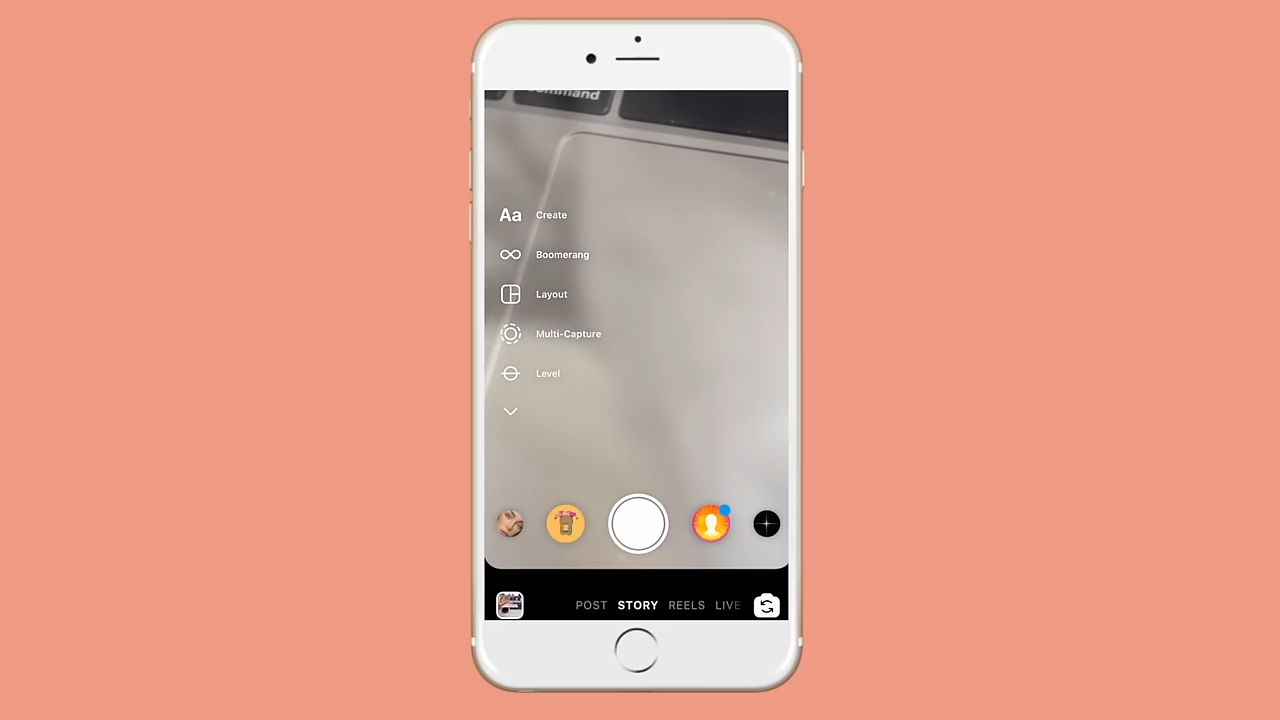 command
Aa Create
Boomerang
Layout
Multi-Capture
Level
POST STORY REELS LIVE